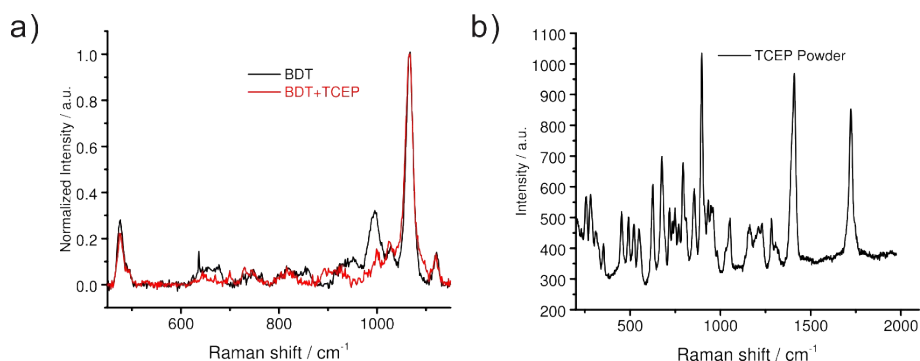 a)
Normalized Intensity / a.u.
1.0
0.8
0.6
0.4
0.2
0.0
BDT
BDT+TCEP
600
800
1000
Raman shift / cm-1
b)
Intensity / a.u.
1100
1000
900
800
700
600
500
400
300
200
TCEP Powder
500
1000
1500
2000
Raman shift / cm-1